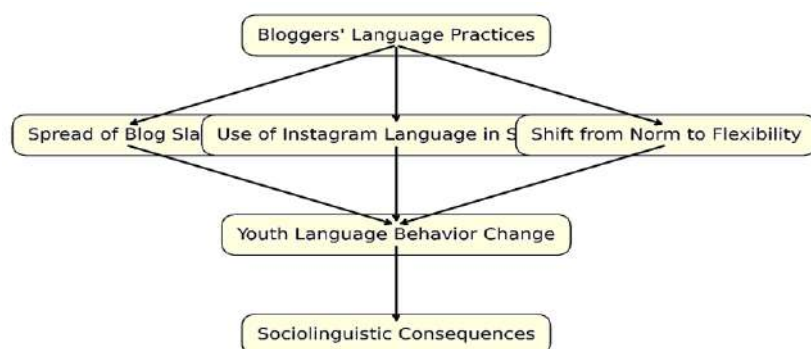 Bloggers' Language Practices
Spread of Blog Sla
Use of Instagram Language in S
Shift from Norm to Flexibility
Youth Language Behavior Change
Sociolinguistic Consequences